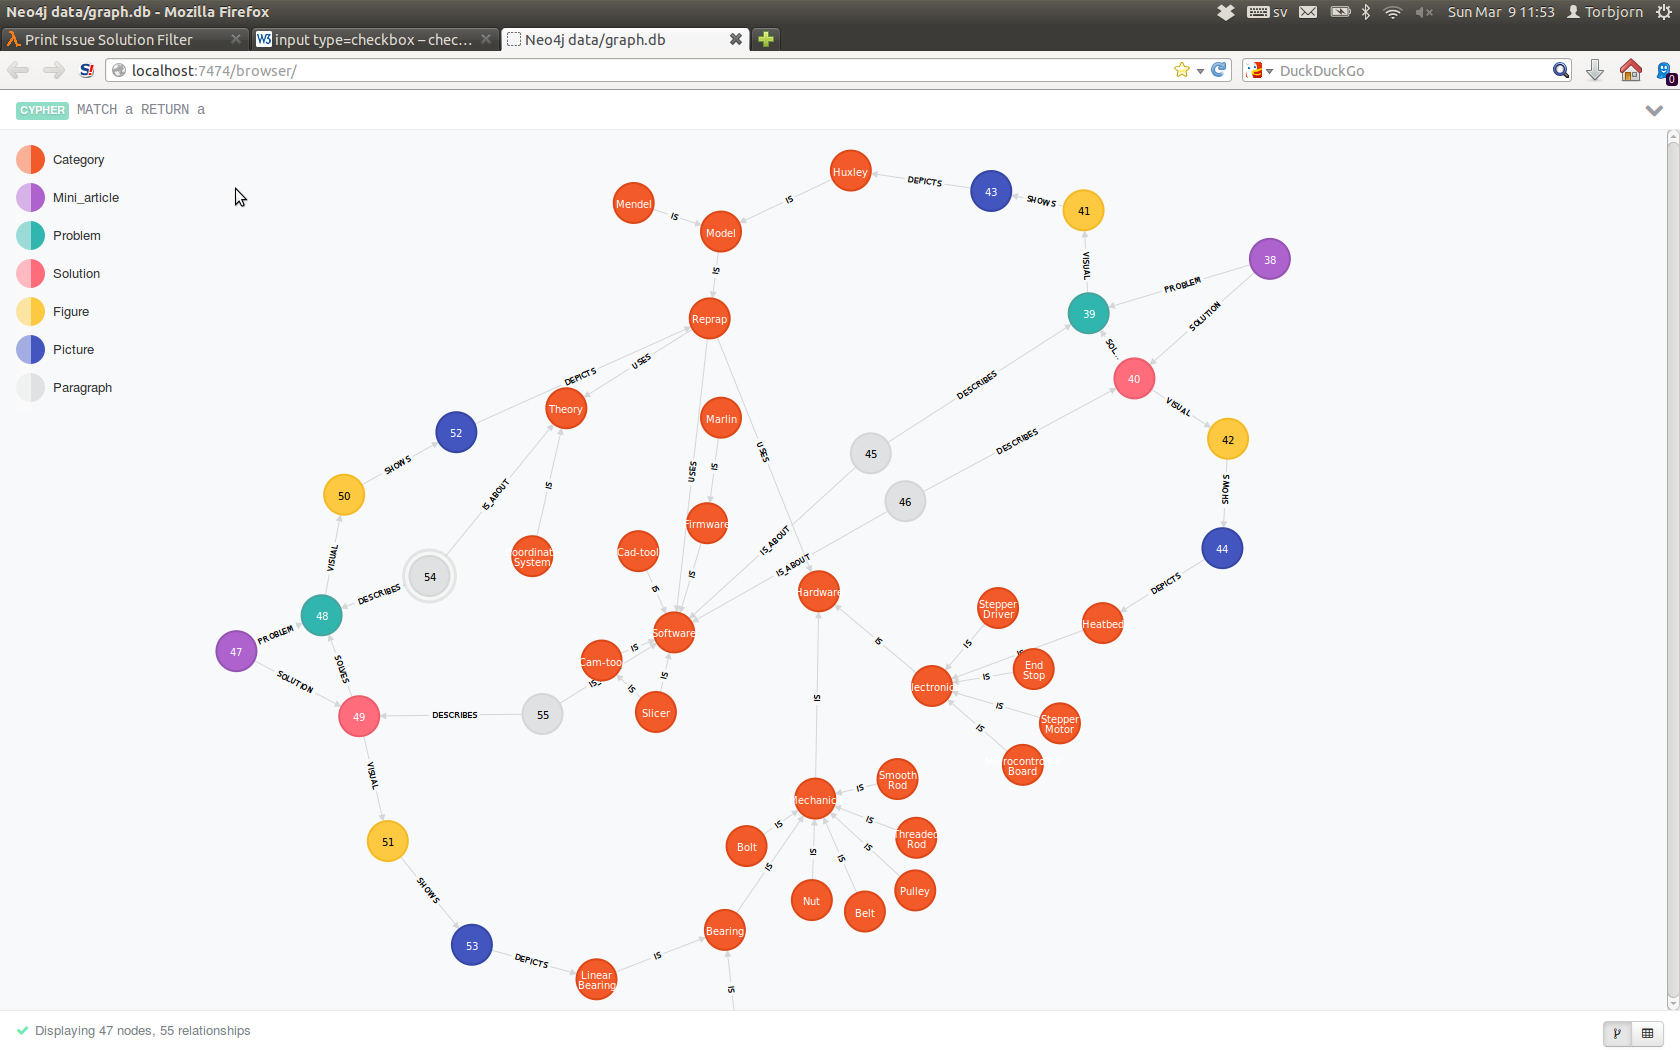 Neo4j data/graph.db - Mozilla Firefox
sv
Sun Mar 9 11:53
Torbjorn
Print Issue Solution Filter
input type=checkbox – chec...
Neo4j data/graph.db
localhost:7474/browser/
DuckDuckGo
0
CYPHER MATCH a RETURN a
Category
Mini_article
Problem
Solution
Figure
Picture
Paragraph
Huxley
DEPICTS
43
SHOWS
41
Mendel
IS
IS
Model
VISUAL
38
IS
PROBLEM
SOLUTION
Reprap
39
SOL...
DEPICTS
USES
40
DESCRIBES
VISUAL
Theory
Marlin
52
42
DESCRIBES
USES
45
SHOWS
USES
IS
SHOWS
50
IS_ABOUT
IS
46
Firmware
IS_ABOUT
44
VISUAL
oordinat
System
Cad-tool
IS_ABOUT
54
IS
DEPICTS
DESCRIBES
IS
Hardware
Stepper
Driver
48
Heatbed
PROBLEM
Software
IS
IS
47
IS
IS
End
Stop
Cam-too
SOLVES
IS
IS
SOLUTION
IS_
IS
lectronic
49
DESCRIBES
55
Slicer
IS
IS
Stepper
Motor
IS
VISUAL
rocontro
Board
Smooth
Rod
IS
Mechanic
IS
IS
Threaded
Rod
51
Bolt
IS
IS
IS
IS
SHOWS
Nut
Belt
Pulley
53
Bearing
DEPICTS
IS
Linear
Bearing
IS
Displaying 47 nodes, 55 relationships